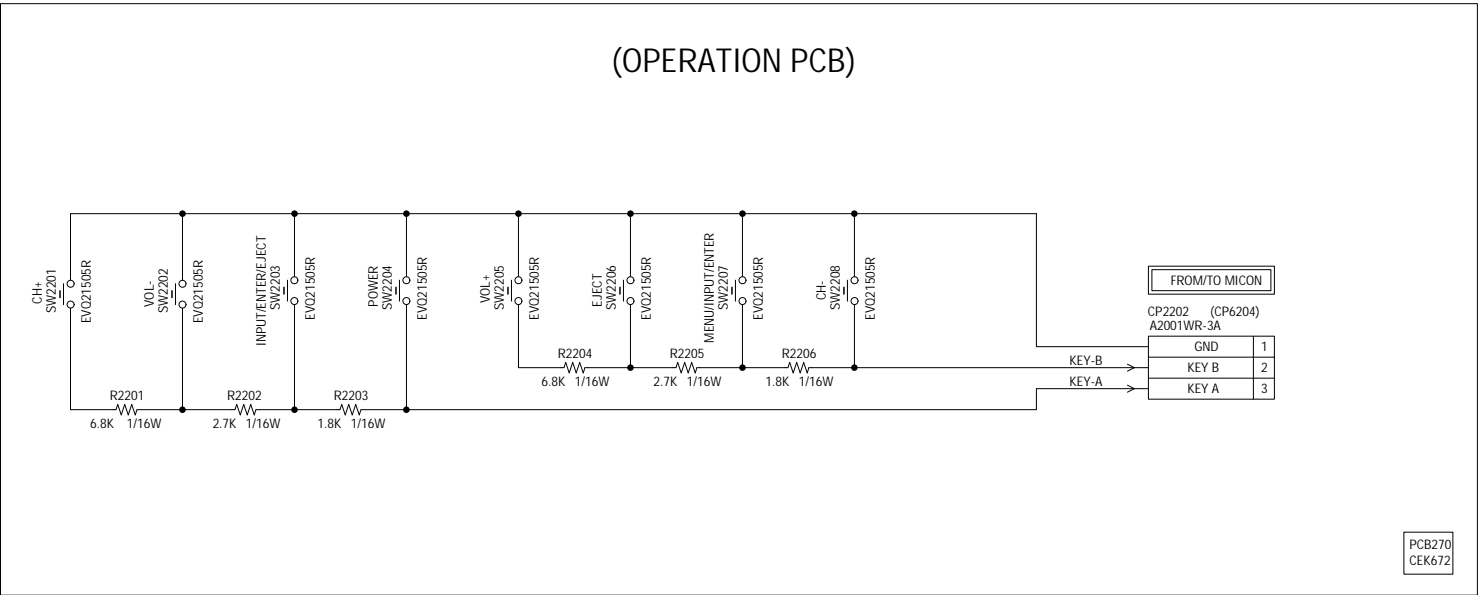 (OPERATION PCB)
CH+
SW2201
EVQ21505R
VOL-
SW2202
EVQ21505R
INPUT/ENTER/EJECT
SW2203
EVQ21505R
POWER
SW2204
EVQ21505R
VOL+
SW2205
EVQ21505R
EJECT
SW2206
EVQ21505R
MENU/INPUT/ENTER
SW2207
EVQ21505R
CH-
SW2208
EVQ21505R
FROM/TO MICON
CP2202 (CP6204)
A2001WR-3A
GND 1
KEY B 2
KEY A 3
KEY-B
KEY-A
R2204
6.8K 1/16W
R2205
2.7K 1/16W
R2206
1.8K 1/16W
R2201
6.8K 1/16W
R2202
2.7K 1/16W
R2203
1.8K 1/16W
PCB270
CEK672